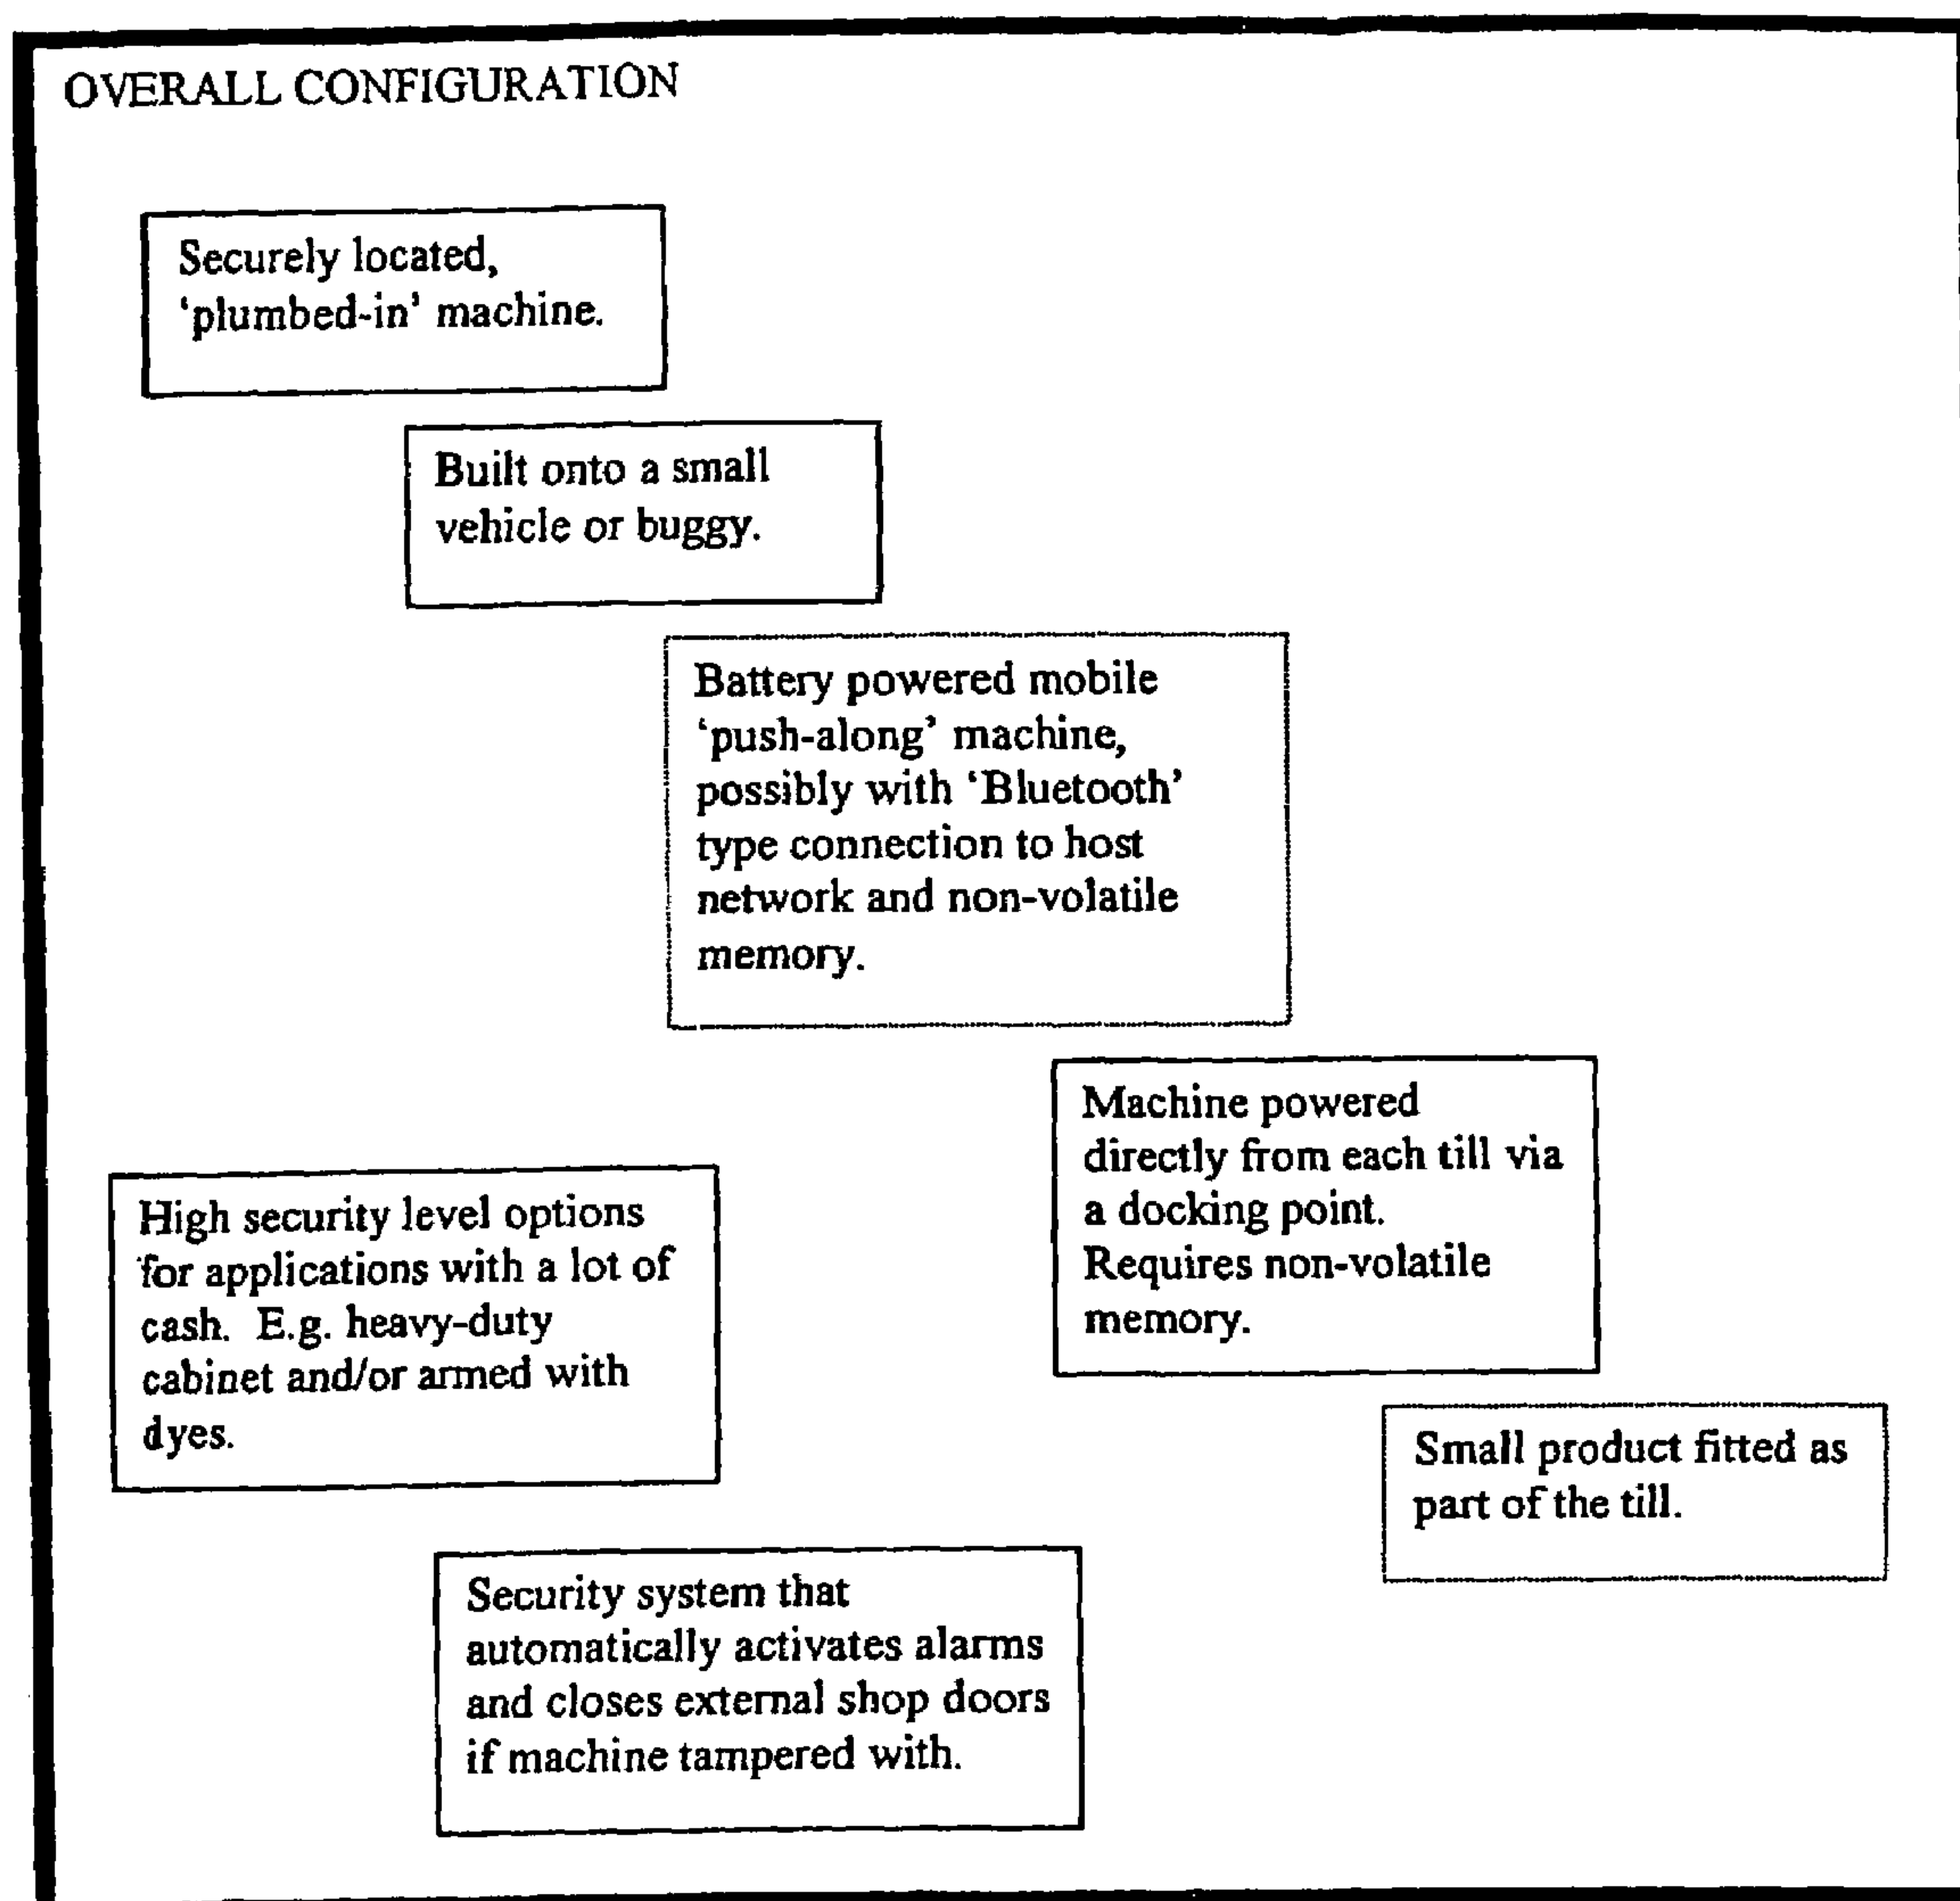 OVERALL CONFIGURATION
Securely located,
‘plumbed-in’ machine.
Built onto a small
vehicle or buggy.
Battery powered mobile
‘push-along’ machine,
possibly with ‘Bluetooth’
type connection to host
network and non-volatile
memory.
Machine powered
directly from each till via
a docking point.
Requires non-volatile
memory.
High security level options
for applications with a lot of
cash. E.g. heavy-duty
cabinet and/or armed with
dyes.
Small product fitted as
part of the till.
Security system that
automatically activates alarms
and closes external shop doors
if machine tampered with.